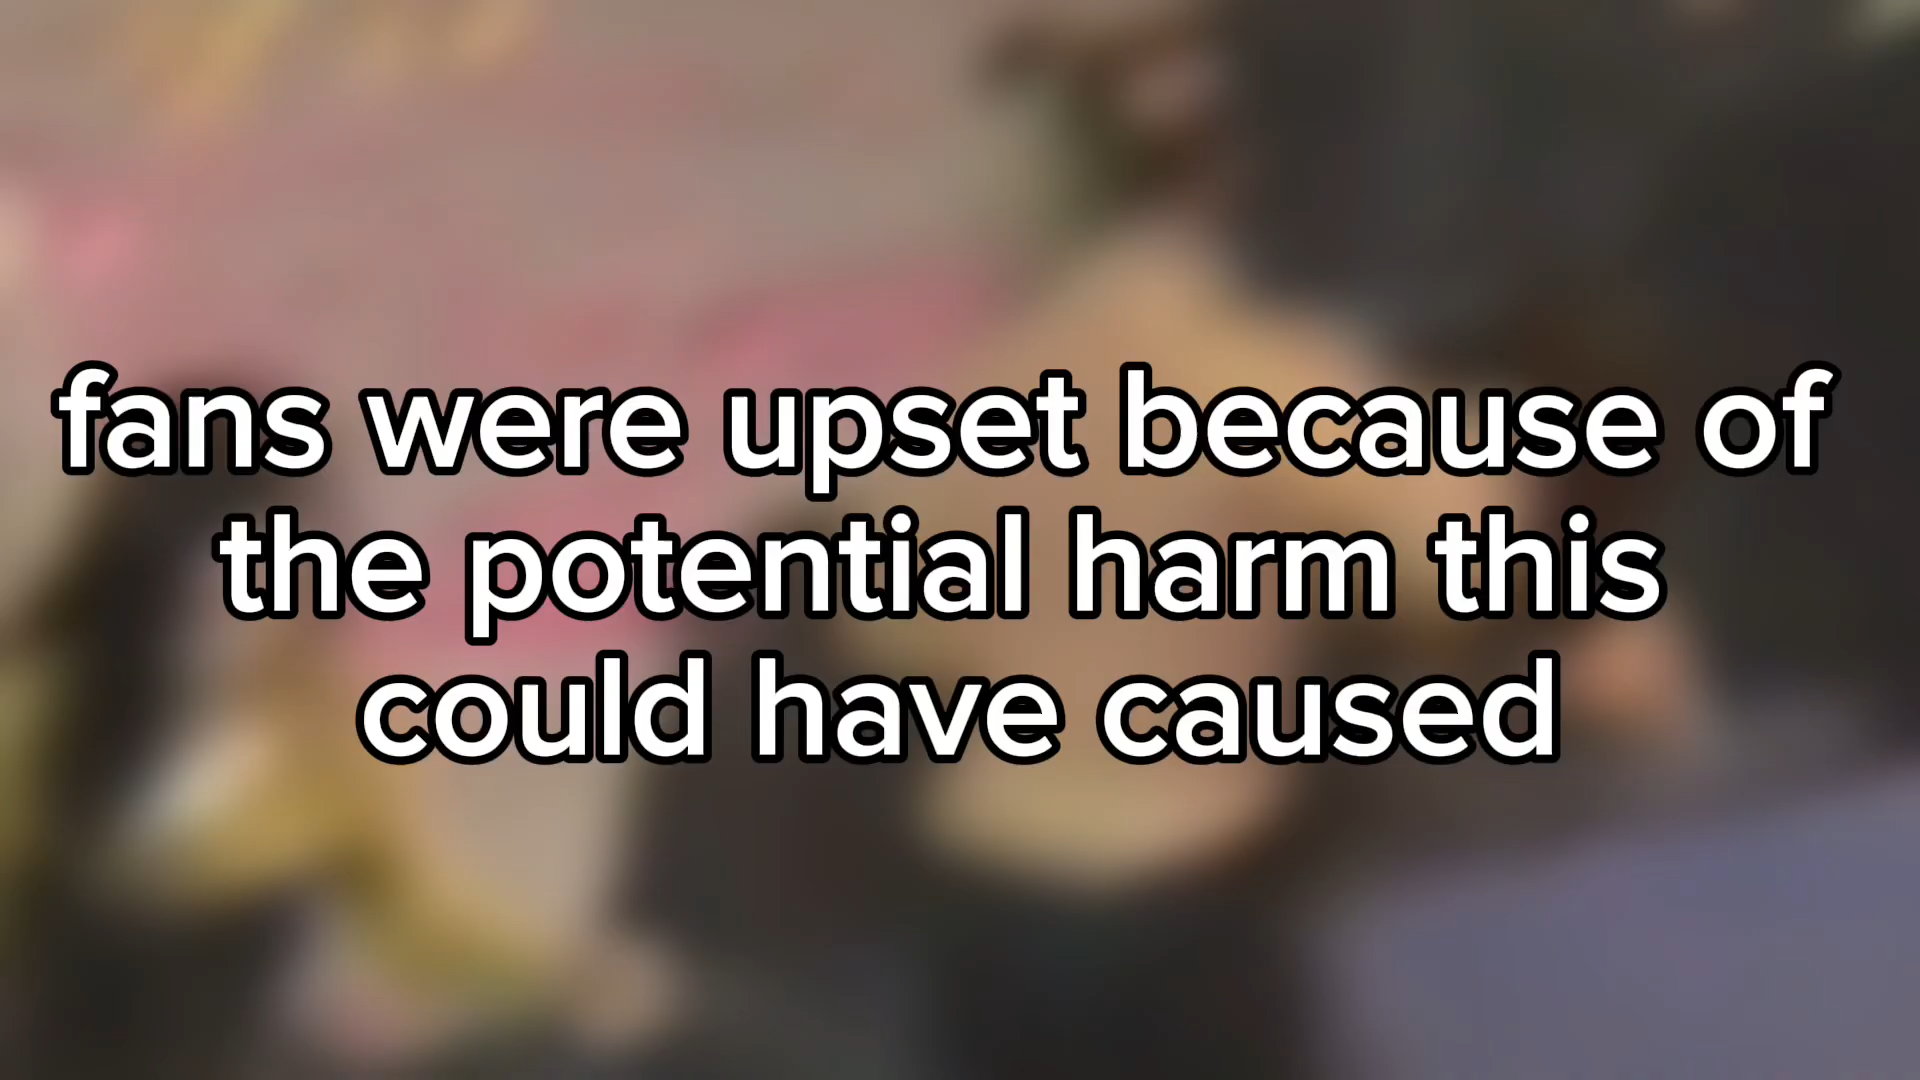 fans were upset because of
the potential harm this
could have caused